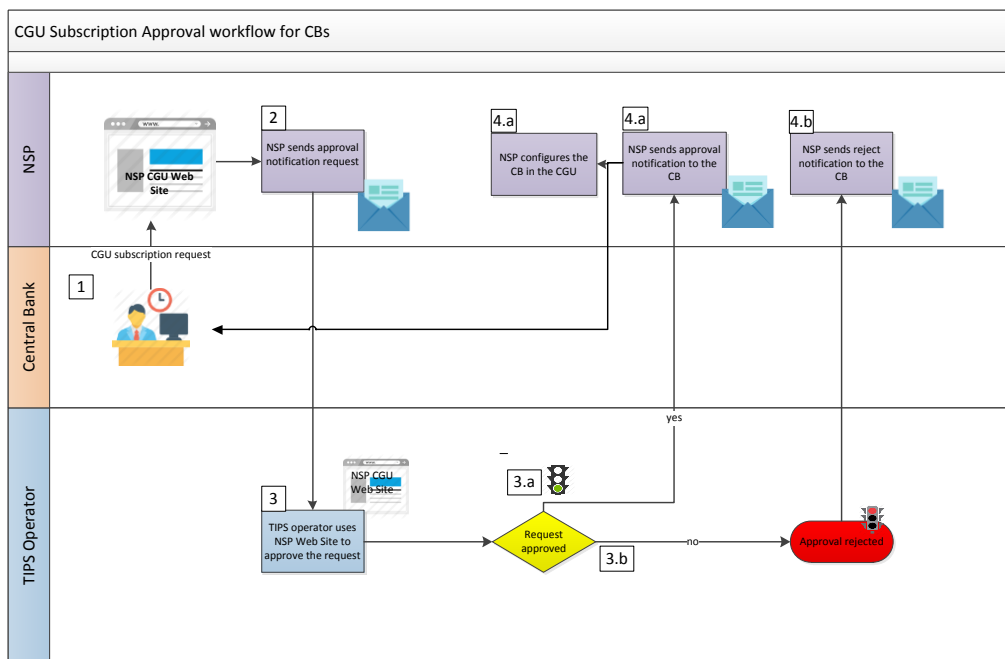 CGU Subscription Approval workflow for CBs
NSP
WWW.
NSP CGU Web
Site
2
NSP sends approval
notification request
4.a
NSP configures the
CB in the CGU
4.a
NSP sends approval
notification to the
CB
4.b
NSP sends reject
notification to the
CB
CGU subscription request
Central Bank
1
TIPS Operator
yes
NSP CGU
Web Site
3
TIPS operator uses
NSP Web Site to
approve the request
3.a
Request
approved
3.b
no
Approval rejected